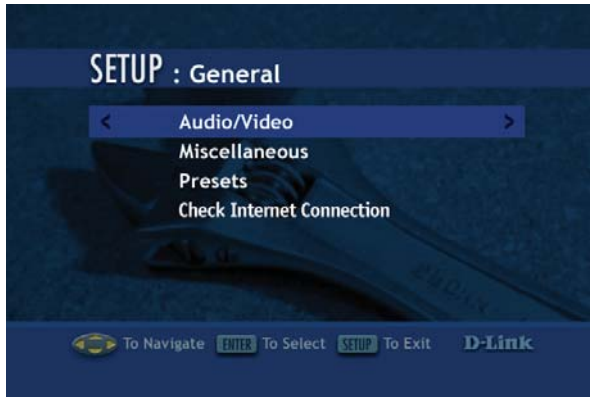 SETUP : General
< Audio/Video >
Miscellaneous
Presets
Check Internet Connection
To Navigate ENTER To Select SETUP To Exit D-Link